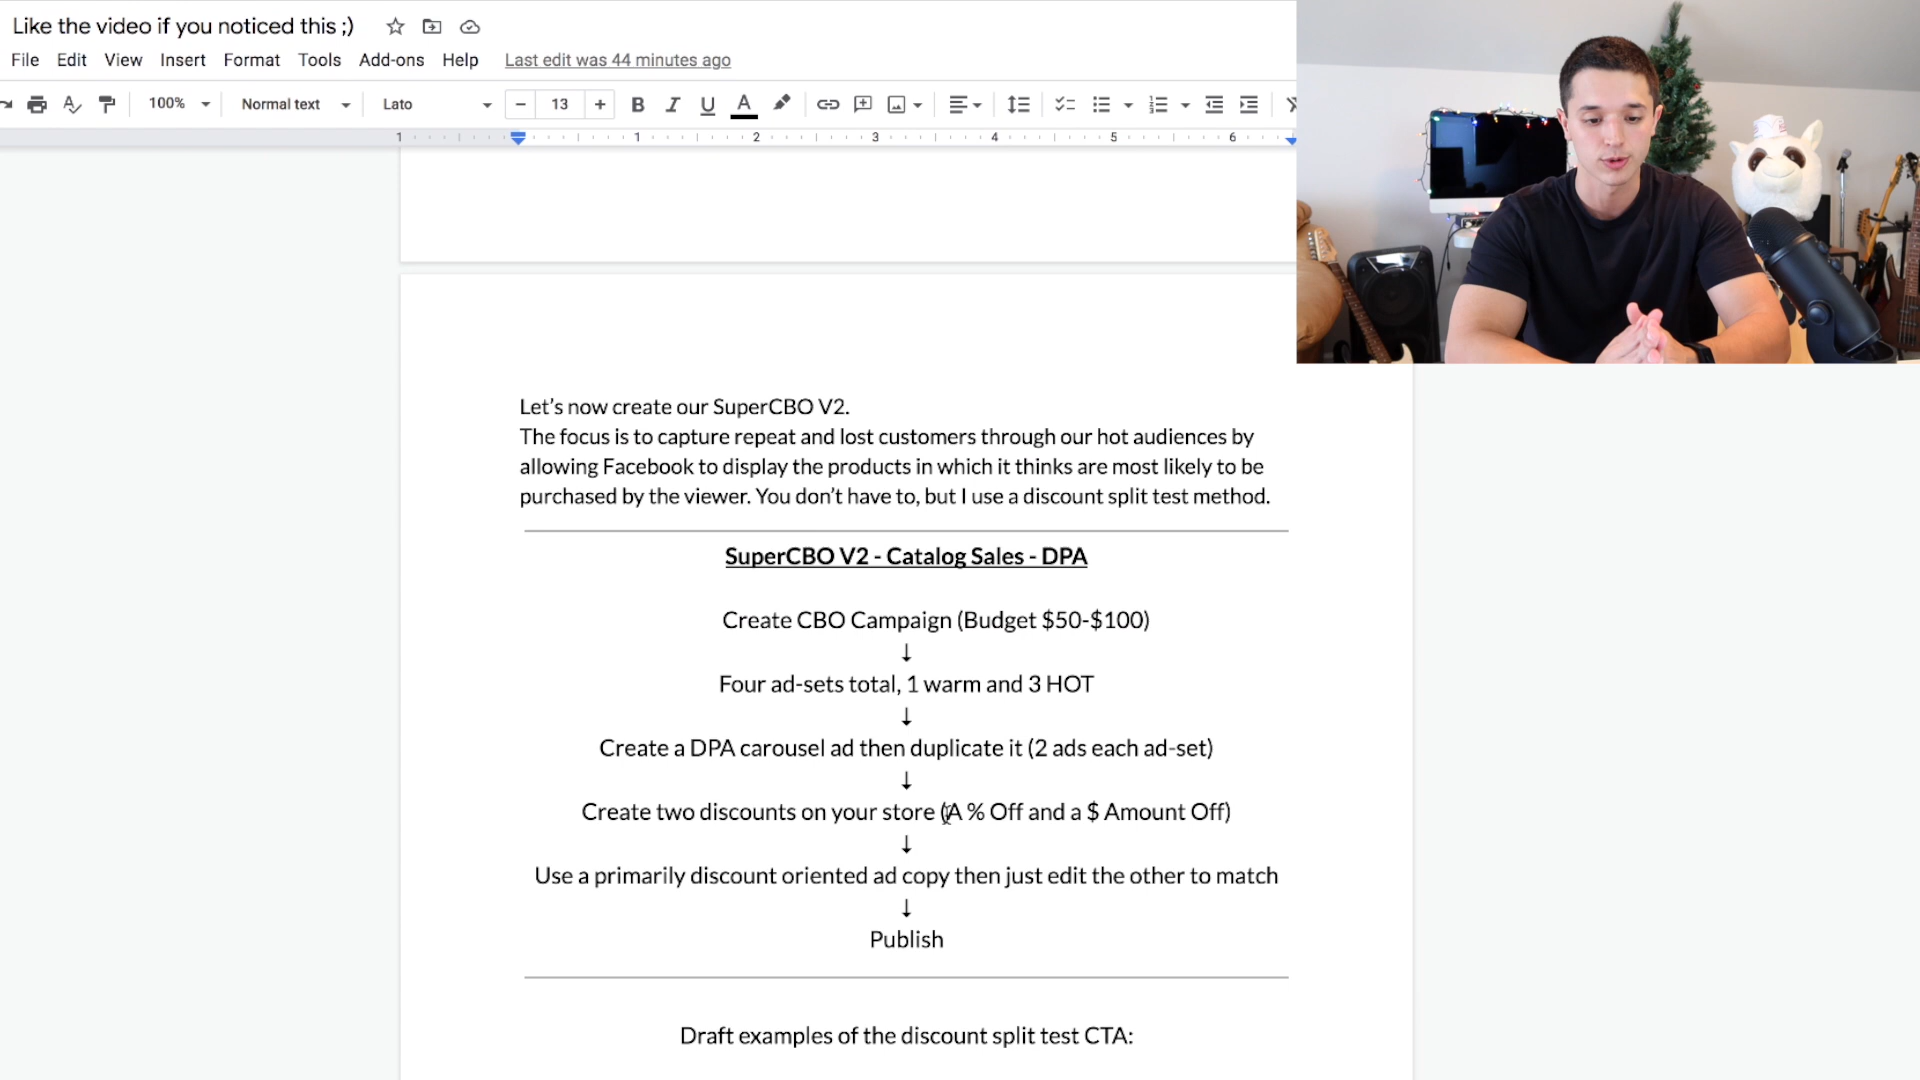 Like the video if you noticed this ;)
File Edit View Insert Format Tools Add-ons Help Last edit was 44 minutes ago
100% Normal text Lato 13 B I U A
1 1 2 3 4 5 6
Let's now create our SuperCBO V2.
The focus is to capture repeat and lost customers through our hot audiences by
allowing Facebook to display the products in which it thinks are most likely to be
purchased by the viewer. You don't have to, but I use a discount split test method.
SuperCBO V2 - Catalog Sales - DPA
Create CBO Campaign (Budget $50-$100)
↓
Four ad-sets total, 1 warm and 3 HOT
↓
Create a DPA carousel ad then duplicate it (2 ads each ad-set)
↓
Create two discounts on your store (A % Off and a $ Amount Off)
↓
Use a primarily discount oriented ad copy then just edit the other to match
↓
Publish
Draft examples of the discount split test CTA: